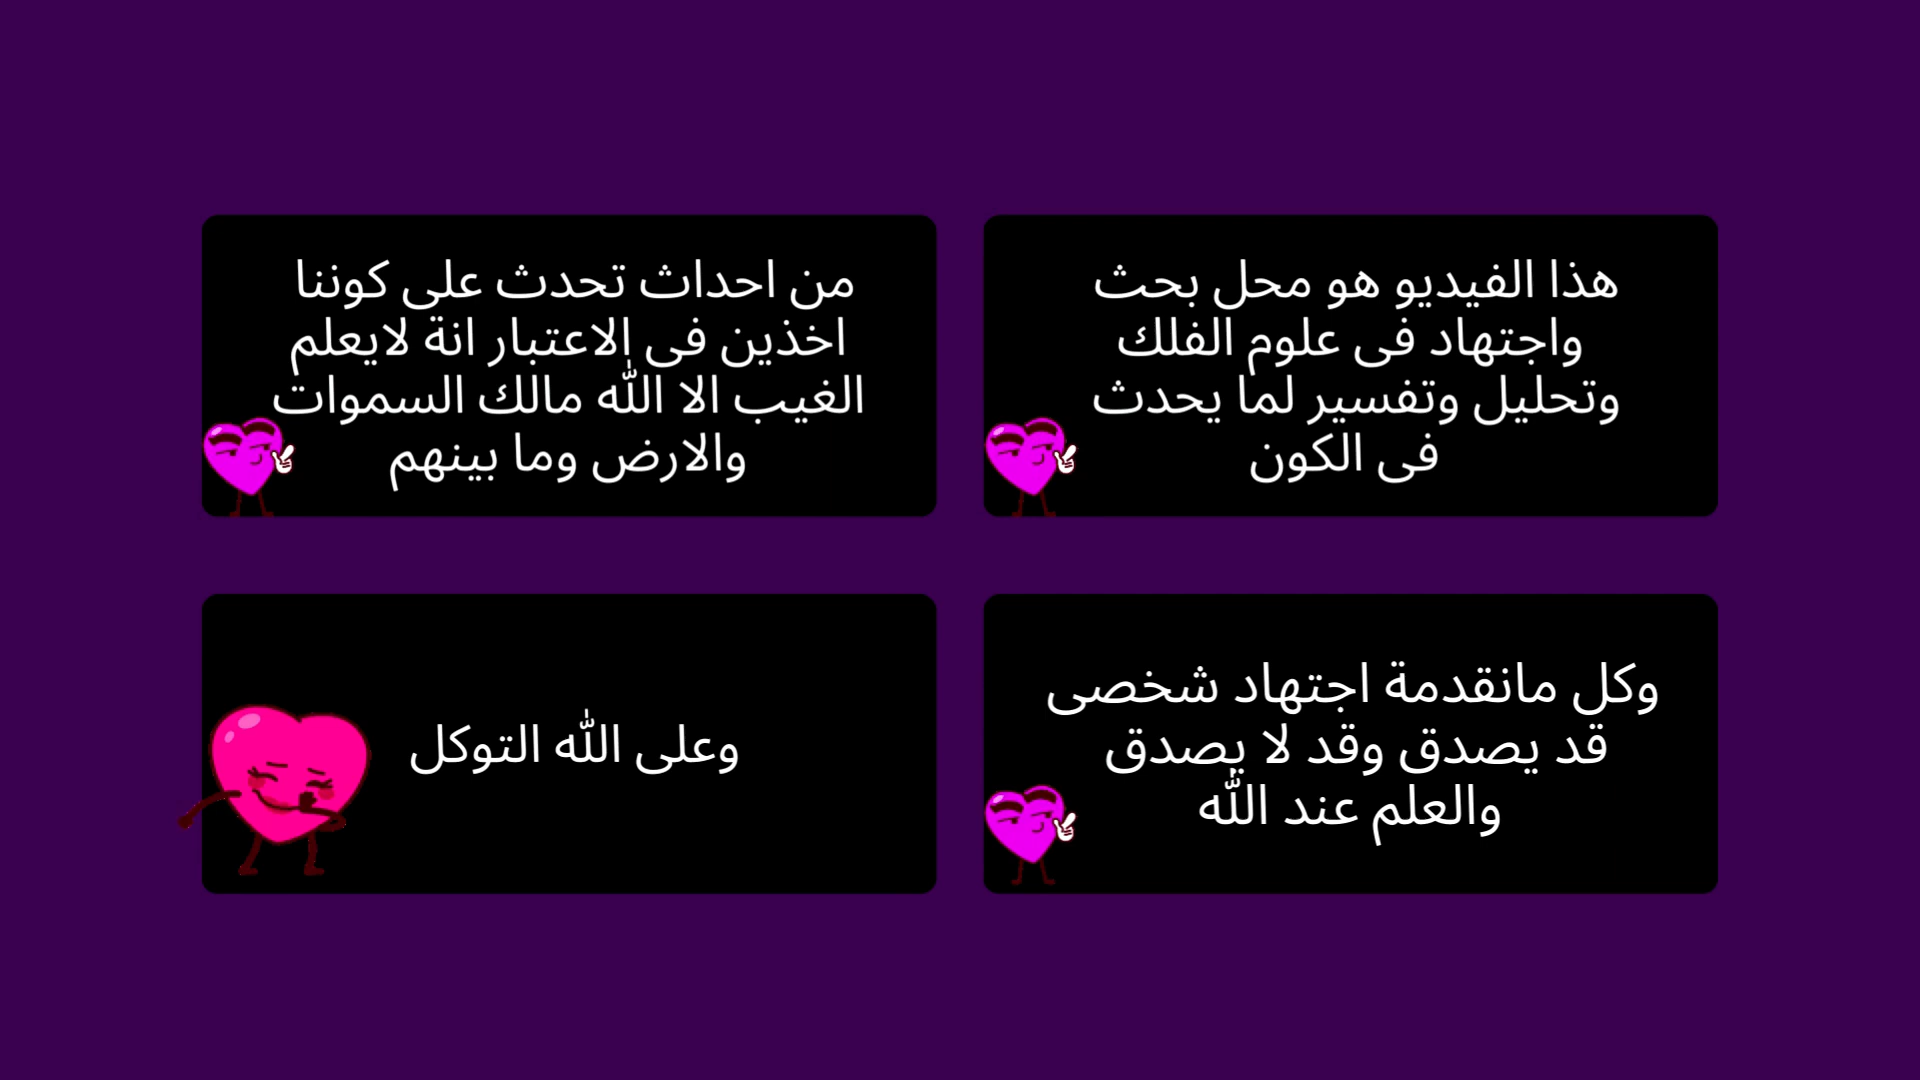 هذا الفيديو هو محل بحث
واجتهاد فى علوم الفلك
وتحليل وتفسير لما يحدث
فى الكون
من احداث تحدث على كوننا
اخذين فى الاعتبار انة لايعلم
الغيب الا الله مالك السموات
والارض وما بينهم
وكل مانقدمة اجتهاد شخصى
قد يصدق وقد لا يصدق
والعلم عند الله
وعلى الله التوكل